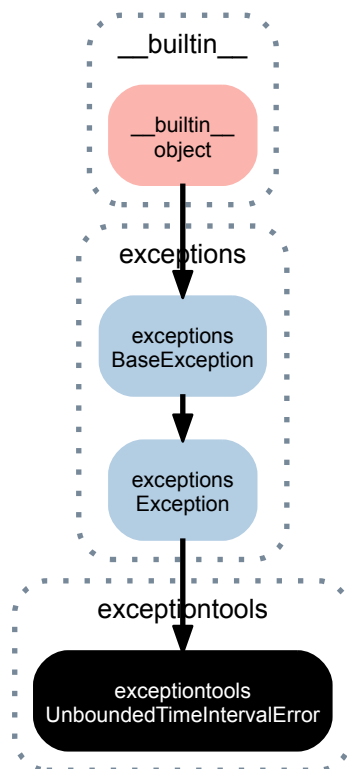 __builtin__
__builtin__
object
exceptions
exceptions
BaseException
exceptions
Exception
exceptiontools
exceptiontools
UnboundedTimeIntervalError